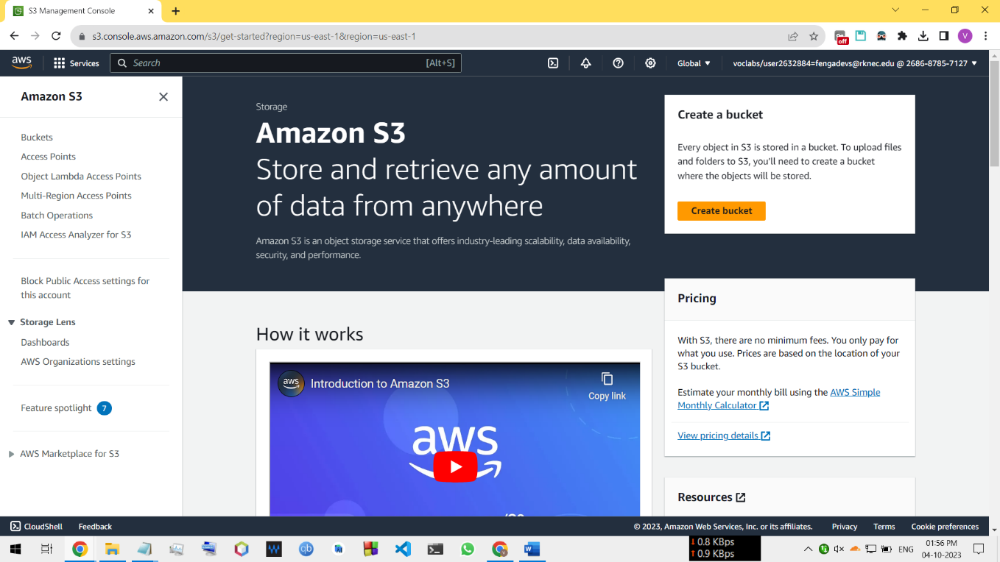 S3 Management Console
s3.console.aws.amazon.com/s3/get-started?region=us-east-1&region=us-east-1
off
V
aws
Services
Search
[Alt+S]
Global
voclabs/user2632884=fengadevs@rknec.edu @ 2686-8785-7127
Amazon S3
Buckets
Access Points
Object Lambda Access Points
Multi-Region Access Points
Batch Operations
IAM Access Analyzer for S3
Block Public Access settings for
this account
Storage Lens
Dashboards
AWS Organizations settings
Feature spotlight 7
AWS Marketplace for S3
Storage
Amazon S3
Store and retrieve any amount
of data from anywhere
Amazon S3 is an object storage service that offers industry-leading scalability, data availability,
security, and performance.
Create a bucket
Every object in S3 is stored in a bucket. To upload files
and folders to S3, you'll need to create a bucket
where the objects will be stored.
Create bucket
How it works
aws
Introduction to Amazon S3
Copy link
aws
Pricing
With S3, there are no minimum fees. You only pay for
what you use. Prices are based on the location of your
S3 bucket.
Estimate your monthly bill using the AWS Simple
Monthly Calculator
View pricing details
Resources
CloudShell
Feedback
© 2023, Amazon Web Services, Inc. or its affiliates.
Privacy
Terms
Cookie preferences
qb
W
0.8 KBps
0.9 KBps
ENG
01:56 PM
04-10-2023